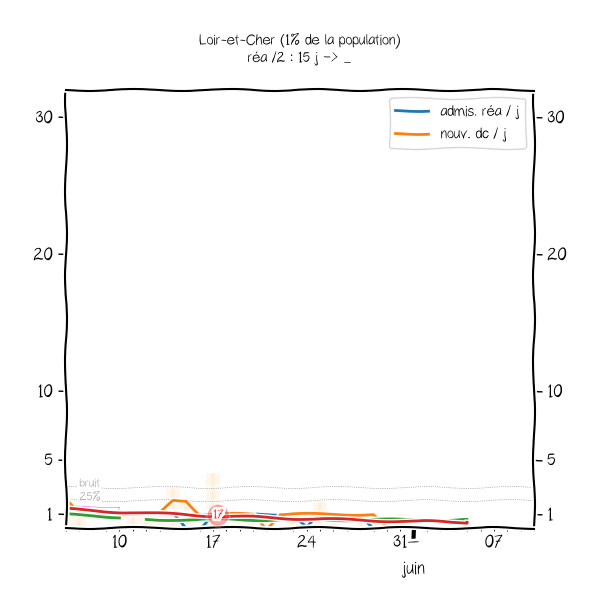 Loir-et-Cher (1% de la population)
réa /2 : 15 j -> _
admis. réa / j
nouv. dc / j
30
30
20
20
10
10
5
5
bruit
25%
1
17
1
10
17
24
31
07
juin